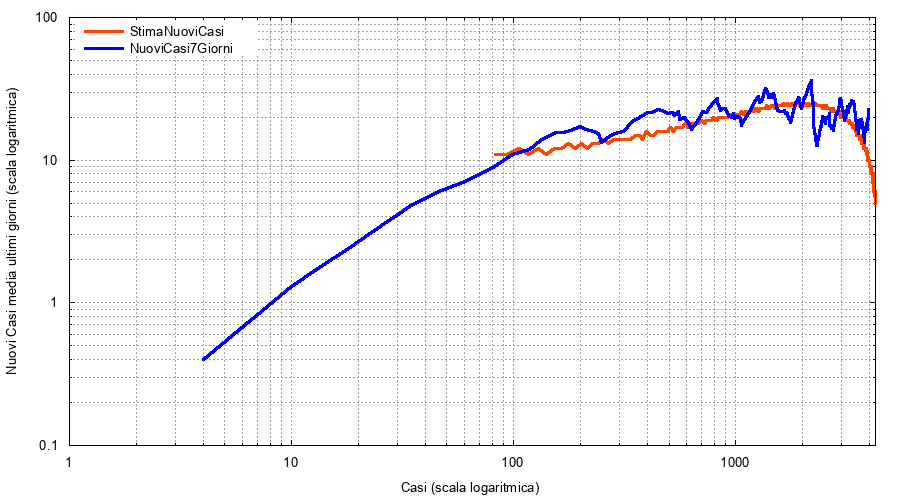 100
StimaNuoviCasi
NuoviCasi7Giorni
10
1
0.1
Nuovi Casi media ultimi giorni (scala logaritmica)
1
10
100
1000
Casi (scala logaritmica)